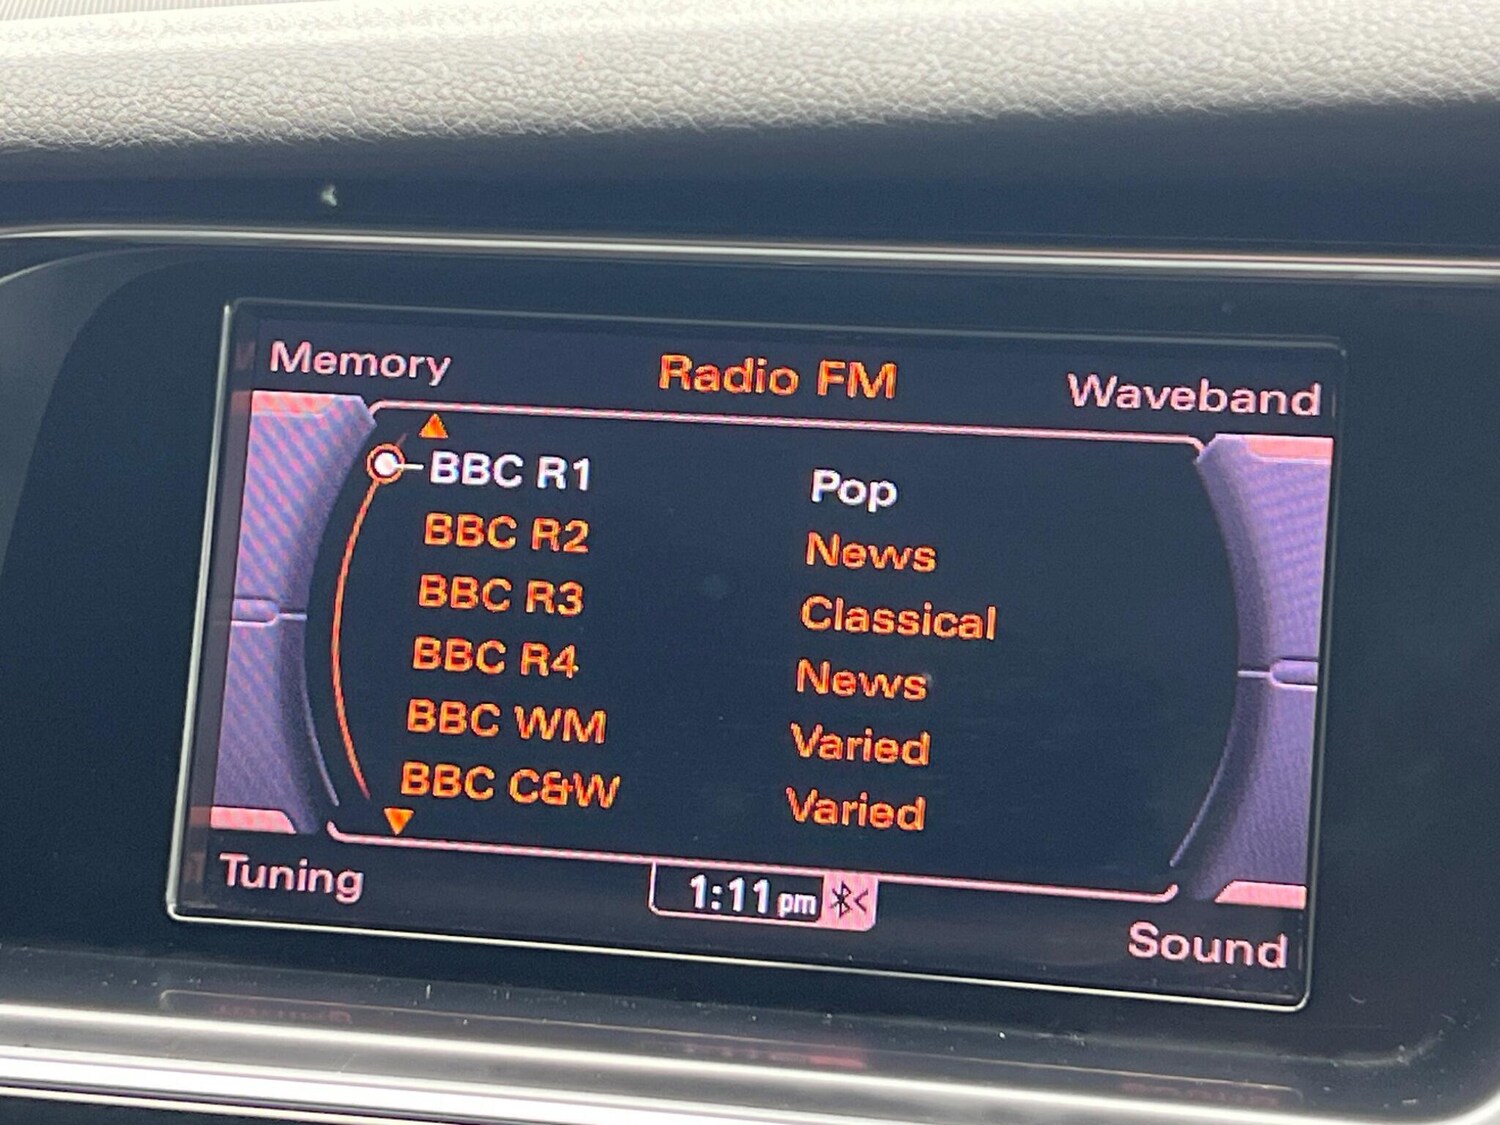 Memory Radio FM Waveband
BBC R1 Pop
BBC R2 News
BBC R3 Classical
BBC R4 News
BBC WM Varied
BBC C&W Varied
Tuning 1:11 pm Sound